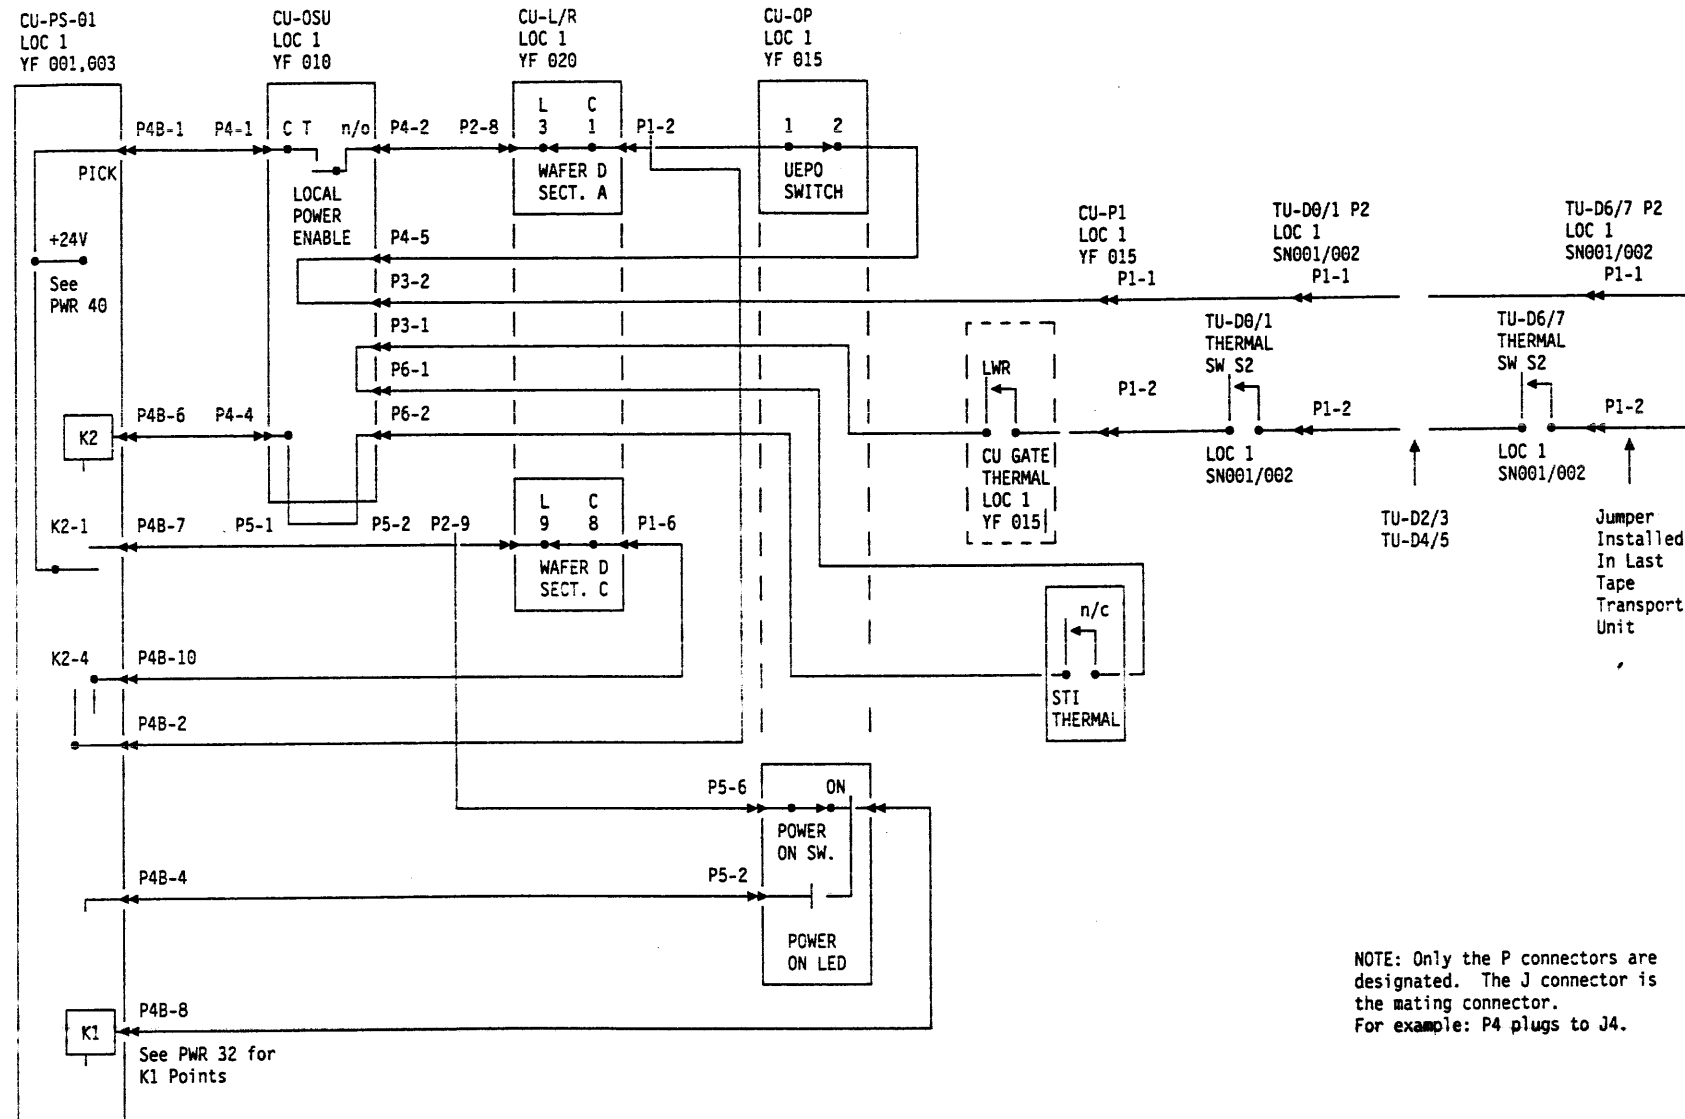 CU-PS-01
LOC 1
YF 001,003
CU-OSU
LOC 1
YF 010
CU-L/R
LOC 1
YF 020
CU-OP
LOC 1
YF 015
P4B-1
P4-1
C T
n/o
P4-2
P2-8
L
3
C
1
P1-2
1
2
PICK
LOCAL
POWER
ENABLE
WAFER D
SECT. A
UEPO
SWITCH
+24V
See
PWR 40
P4-5
P3-2
CU-P1
LOC 1
YF 015
P1-1
TU-D0/1 P2
LOC 1
SN001/002
P1-1
TU-D6/7 P2
LOC 1
SN001/002
P1-1
P3-1
P6-1
P6-2
LWR
CU GATE
THERMAL
LOC 1
YF 015
P1-2
TU-D0/1
THERMAL
SW S2
LOC 1
SN001/002
P1-2
TU-D6/7
THERMAL
SW S2
LOC 1
SN001/002
P1-2
K2
P4B-6
P4-4
TU-D2/3
TU-D4/5
Jumper
Installed
In Last
Tape
Transport
Unit
K2-1
P4B-7
P5-1
P5-2
P2-9
L
9
C
8
P1-6
WAFER D
SECT. C
n/c
STI
THERMAL
K2-4
P4B-10
P4B-2
P5-6
ON
POWER
ON SW.
P4B-4
P5-2
POWER
ON LED
K1
P4B-8
See PWR 32 for
K1 Points
NOTE: Only the P connectors are
designated. The J connector is
the mating connector.
For example: P4 plugs to J4.